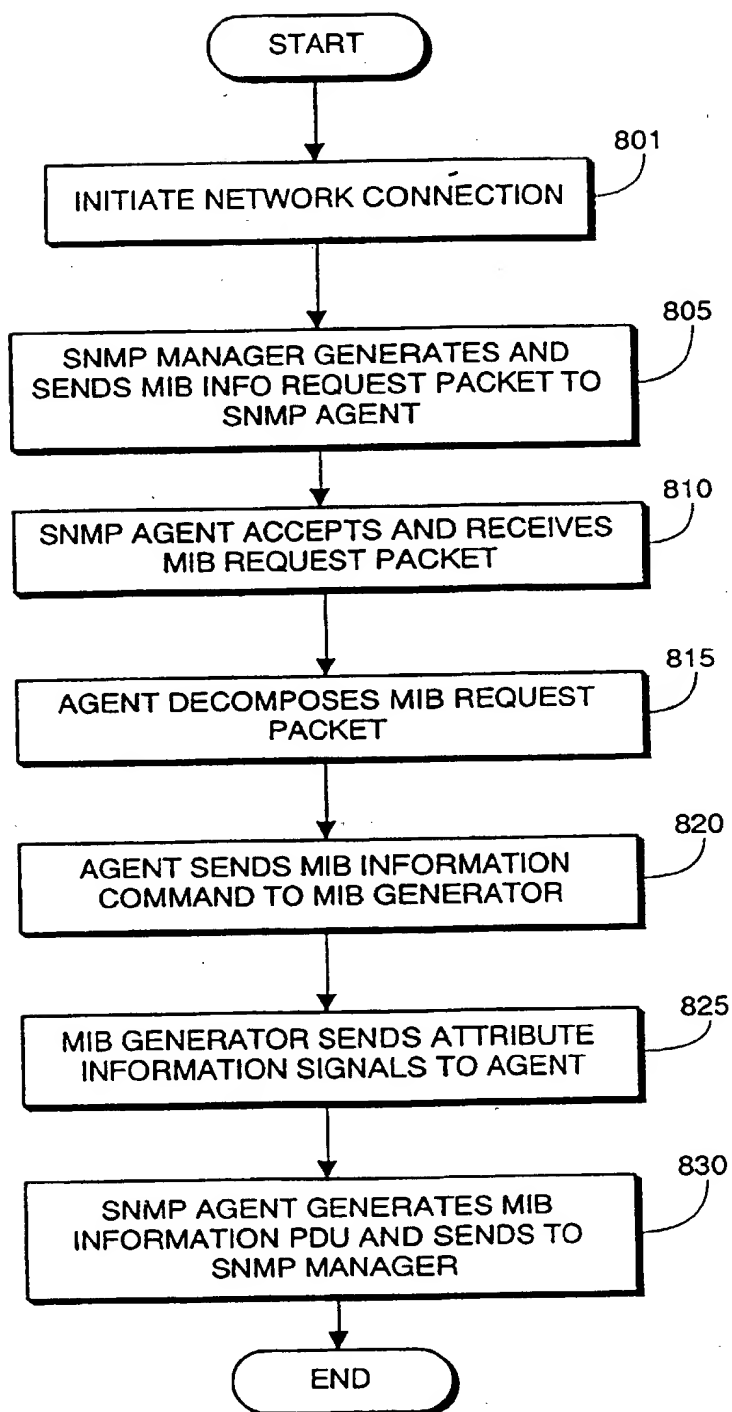 START
801
INITIATE NETWORK CONNECTION
805
SNMP MANAGER GENERATES AND
SENDS MIB INFO REQUEST PACKET TO
SNMP AGENT
810
SNMP AGENT ACCEPTS AND RECEIVES
MIB REQUEST PACKET
815
AGENT DECOMPOSES MIB REQUEST
PACKET
820
AGENT SENDS MIB INFORMATION
COMMAND TO MIB GENERATOR
825
MIB GENERATOR SENDS ATTRIBUTE
INFORMATION SIGNALS TO AGENT
830
SNMP AGENT GENERATES MIB
INFORMATION PDU AND SENDS TO
SNMP MANAGER
END